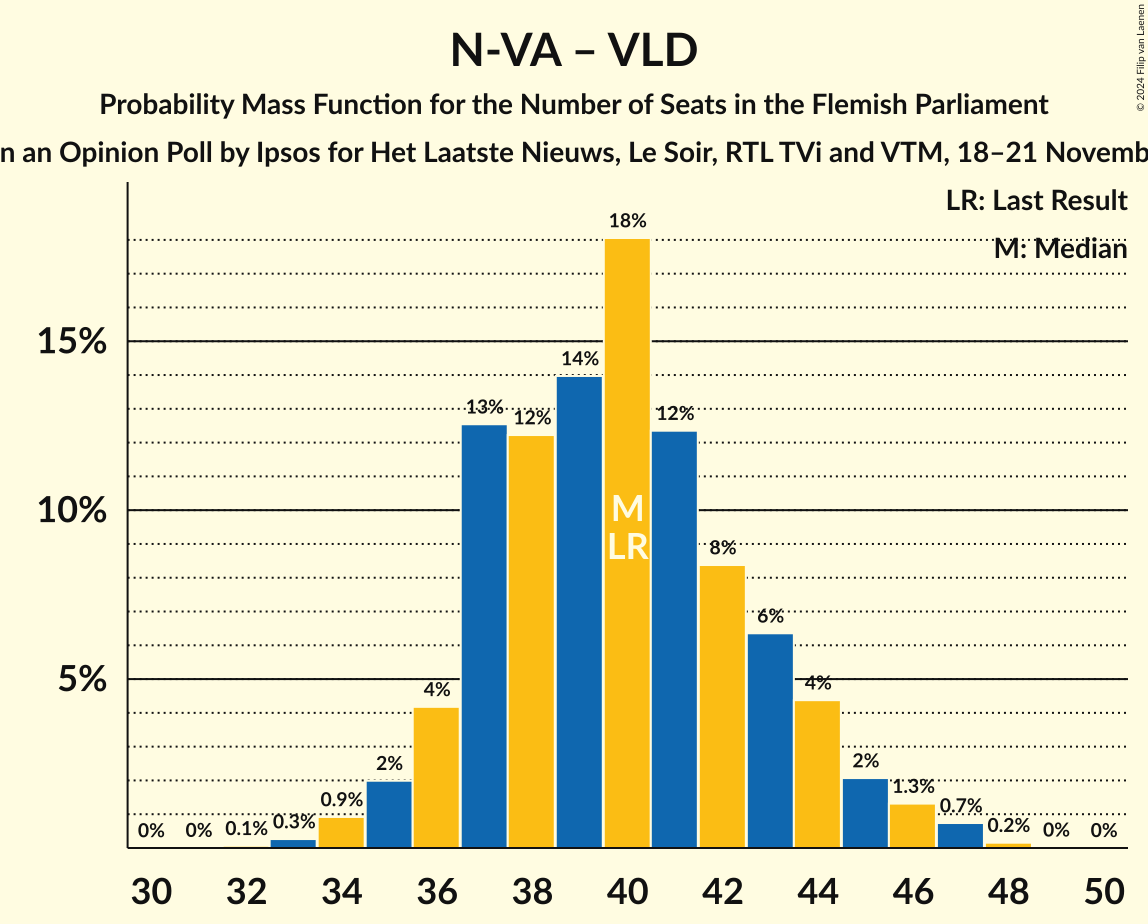 N-VA – VLD
Probability Mass Function for the Number of Seats in the Flemish Parliament
n an Opinion Poll by Ipsos for Het Laatste Nieuws, Le Soir, RTL TVi and VTM, 18–21 Novemb
© 2024 Filip van Laenen
LR: Last Result
M: Median
18%
15%
14%
13%
12%
12%
M
10%
LR
8%
6%
5%
4%
4%
2%
2%
0.9%
1.3%
0.7%
0% 0% 0.1% 0.3%
0.2% 0% 0%
30 32 34 36 38 40 42 44 46 48 50